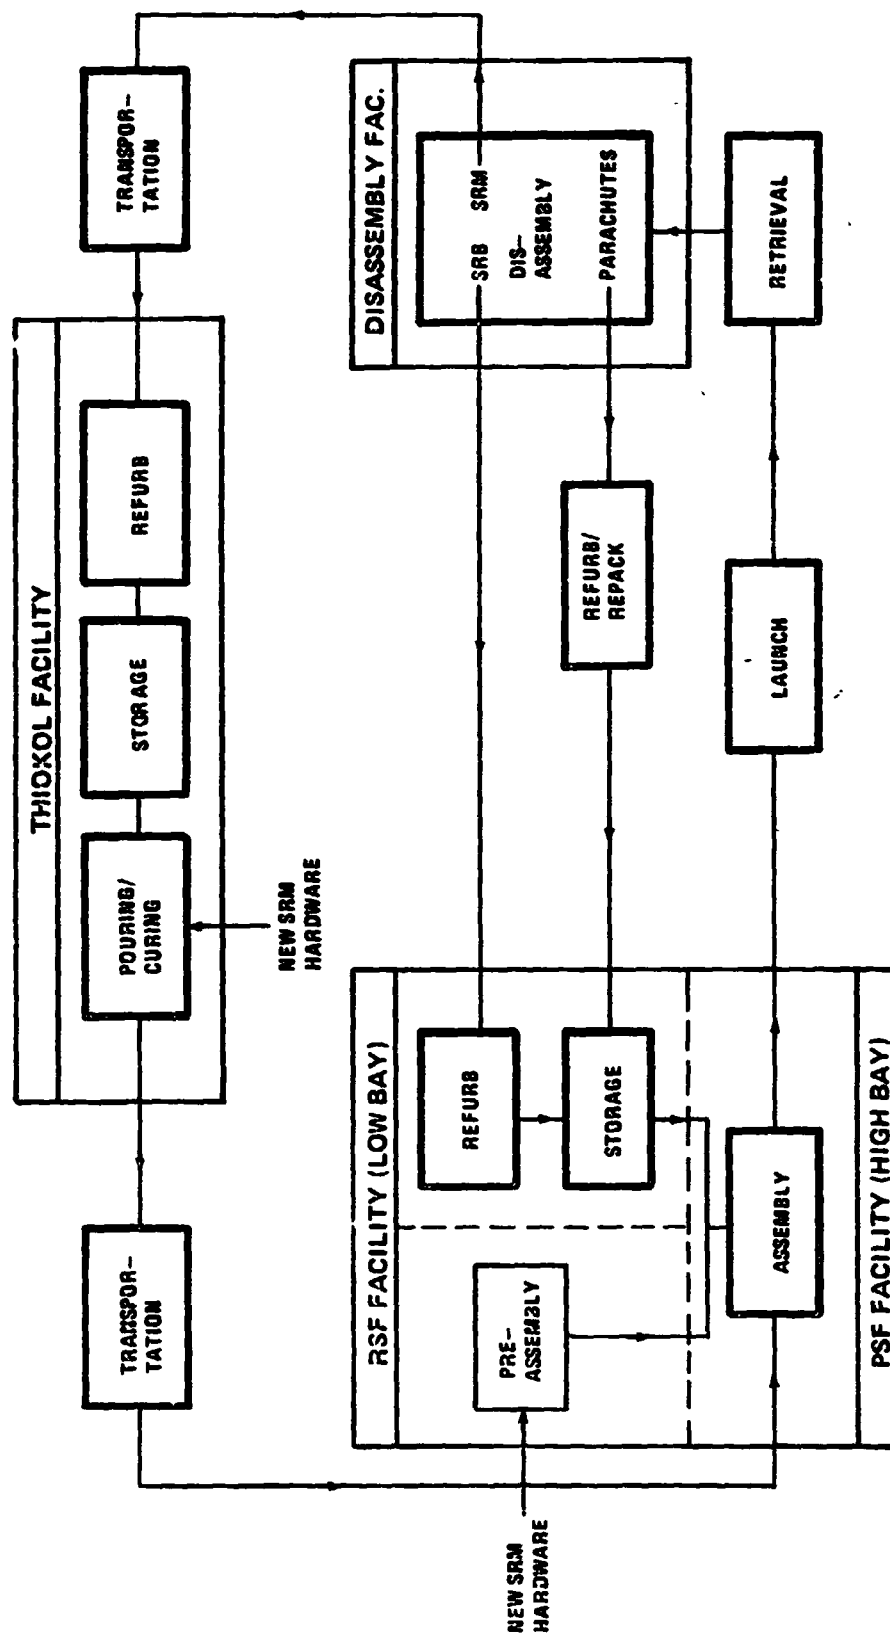 THIOKOL FACILITY
TRANSPOR-
TATION
POURING/
CURING
STORAGE
REFURB
TRANSPOR-
TATION
NEW SRM
HARDWARE
RSF FACILITY (LOW BAY)
DISASSEMBLY FAC.
NEW SRM
HARDWARE
PRE-
ASSEMBLY
REFURB
STORAGE
REFURB/
REPACK
SRB SRM
DIS-
ASSEMBLY
PARACHUTES
ASSEMBLY
LAUNCH
RETRIEVAL
PSF FACILITY (HIGH BAY)